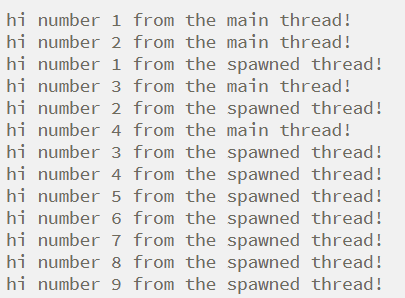 hi number 1 from the main thread!
hi number 2 from the main thread!
hi number 1 from the spawned thread!
hi number 3 from the main thread!
hi number 2 from the spawned thread!
hi number 4 from the main thread!
hi number 3 from the spawned thread!
hi number 4 from the spawned thread!
hi number 5 from the spawned thread!
hi number 6 from the spawned thread!
hi number 7 from the spawned thread!
hi number 8 from the spawned thread!
hi number 9 from the spawned thread!